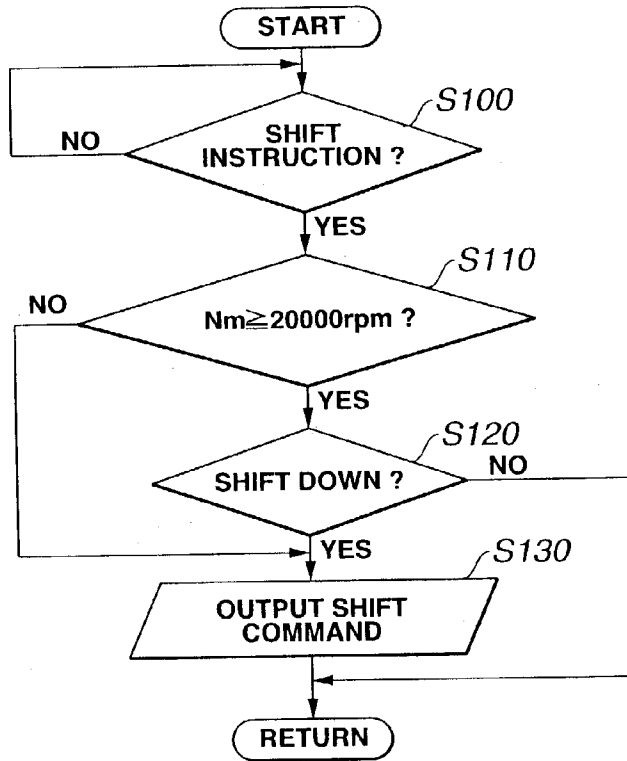 START
S100
NO
SHIFT
INSTRUCTION ?
YES
S110
NO
Nm≧20000rpm ?
YES
S120
SHIFT DOWN ?
NO
YES
S130
OUTPUT SHIFT
COMMAND
RETURN